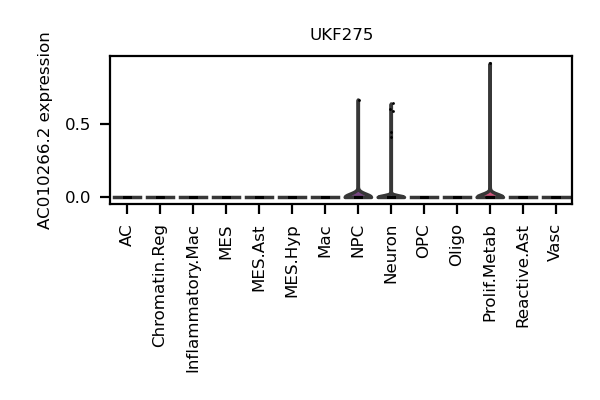 UKF275
AC010266.2 expression
0.5
0.0
AC
Chromatin.Reg
Inflammatory.Mac
MES
MES.Ast
MES.Hyp
Mac
NPC
Neuron
OPC
Oligo
Prolif.Metab
Reactive.Ast
Vasc